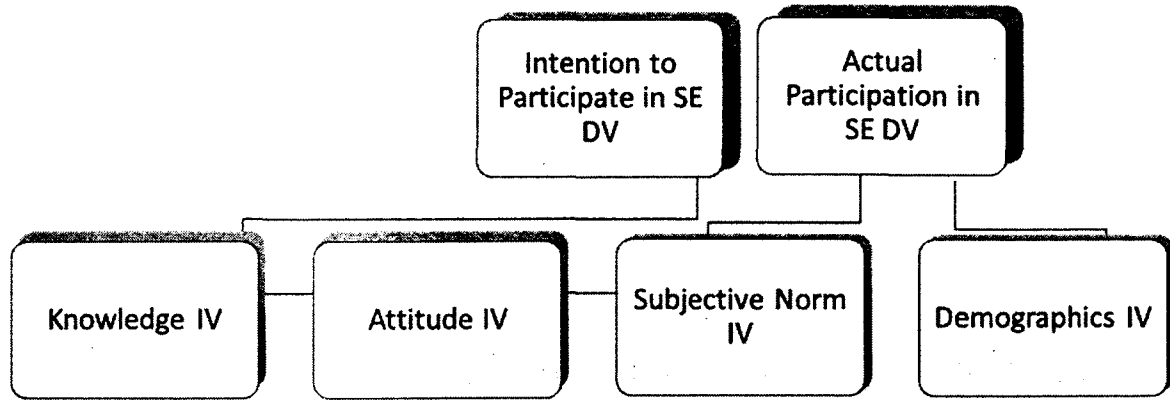 Intention to
Participate in SE
DV
Actual
Participation in
SE DV
Knowledge IV
Attitude IV
Subjective Norm
IV
Demographics IV